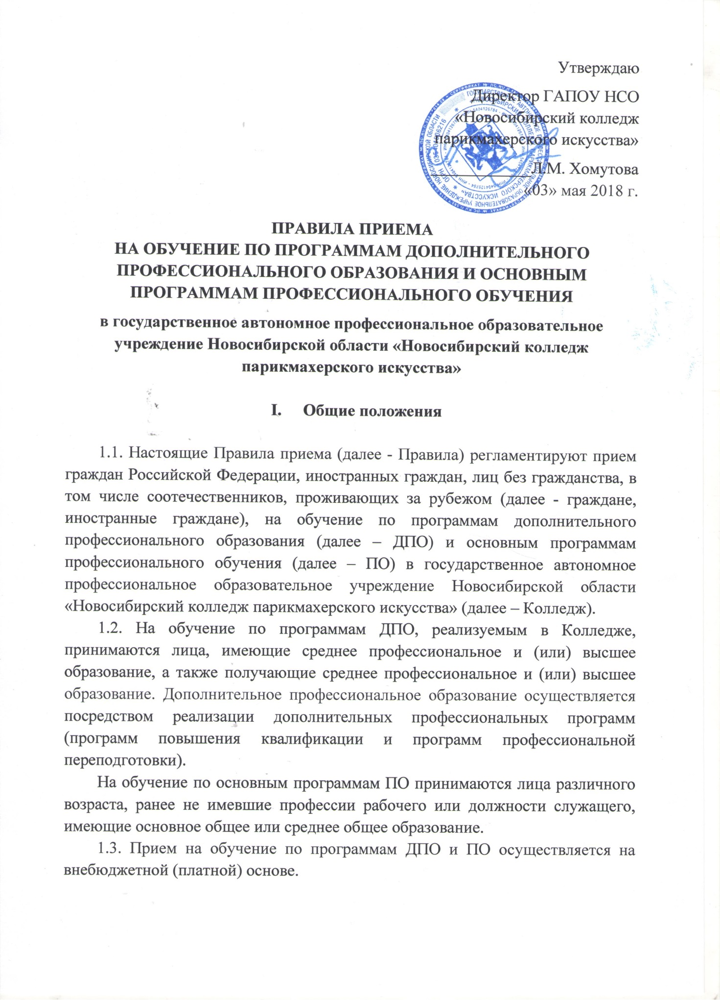 Утверждаю
Директор ГАПОУ НСО
«Новосибирский колледж
парикмахерского искусства»
Л.М. Хомутова
«03» мая 2018 г.
ПРАВИЛА ПРИЕМА
НА ОБУЧЕНИЕ ПО ПРОГРАММАМ ДОПОЛНИТЕЛЬНОГО
ПРОФЕССИОНАЛЬНОГО ОБРАЗОВАНИЯ И ОСНОВНЫМ
ПРОГРАММАМ ПРОФЕССИОНАЛЬНОГО ОБУЧЕНИЯ
в государственное автономное профессиональное образовательное
учреждение Новосибирской области «Новосибирский колледж
парикмахерского искусства»
I. Общие положения
1.1. Настоящие Правила приема (далее - Правила) регламентируют прием
граждан Российской Федерации, иностранных граждан, лиц без гражданства, в
том числе соотечественников, проживающих за рубежом (далее - граждане,
иностранные граждане), на обучение по программам дополнительного
профессионального образования (далее – ДПО) и основным программам
профессионального обучения (далее – ПО) в государственное автономное
профессиональное образовательное учреждение Новосибирской области
«Новосибирский колледж парикмахерского искусства» (далее – Колледж).
1.2. На обучение по программам ДПО, реализуемым в Колледже,
принимаются лица, имеющие среднее профессиональное и (или) высшее
образование, а также получающие среднее профессиональное и (или) высшее
образование. Дополнительное профессиональное образование осуществляется
посредством реализации дополнительных профессиональных программ
(программ повышения квалификации и программ профессиональной
переподготовки).
На обучение по основным программам ПО принимаются лица различного
возраста, ранее не имевшие профессии рабочего или должности служащего,
имеющие основное общее или среднее общее образование.
1.3. Прием на обучение по программам ДПО и ПО осуществляется на
внебюджетной (платной) основе.